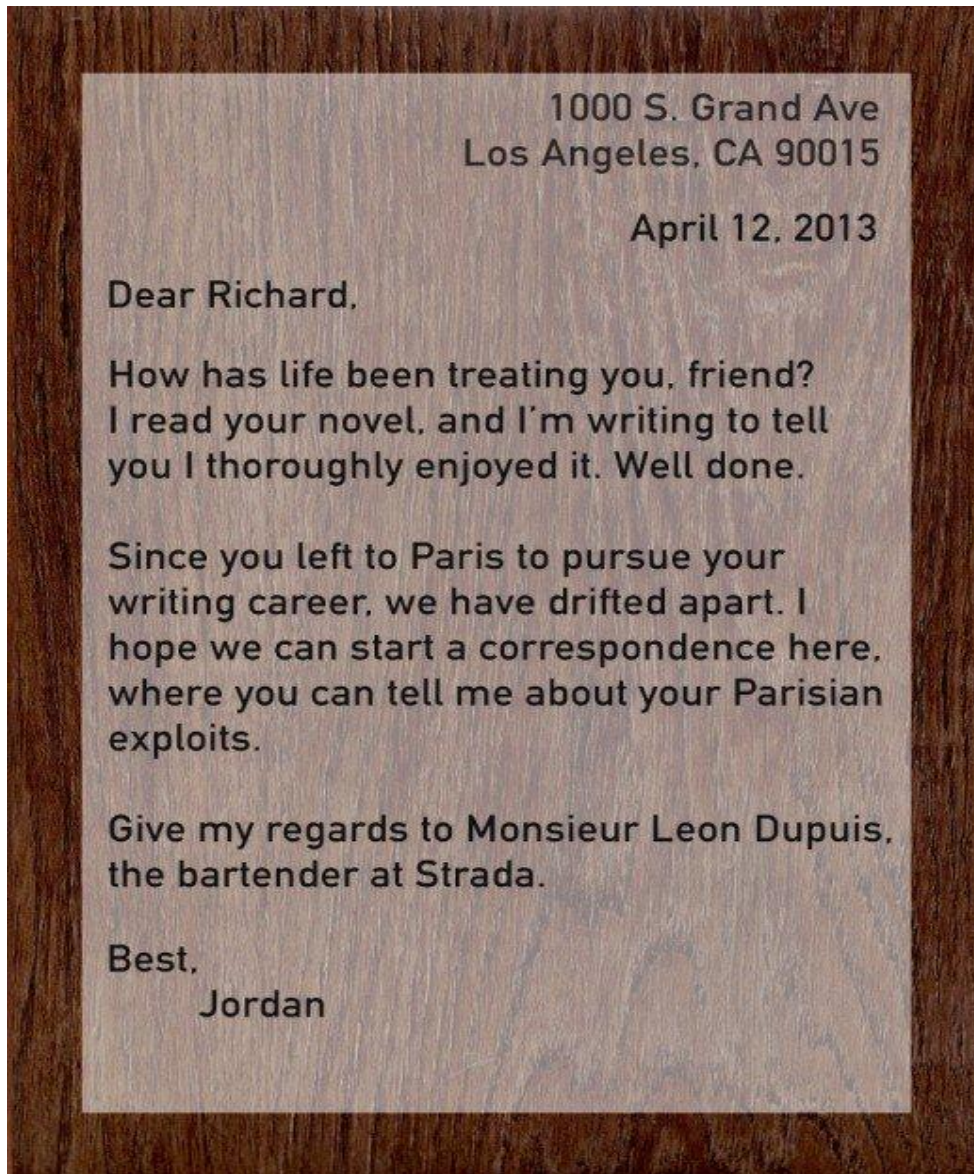 1000 S. Grand Ave
Los Angeles, CA 90015
April 12, 2013
Dear Richard,
How has life been treating you, friend?
I read your novel, and I'm writing to tell
you I thoroughly enjoyed it. Well done.
Since you left to Paris to pursue your
writing career, we have drifted apart. I
hope we can start a correspondence here,
where you can tell me about your Parisian
exploits.
Give my regards to Monsieur Leon Dupuis,
the bartender at Strada.
Best,
Jordan